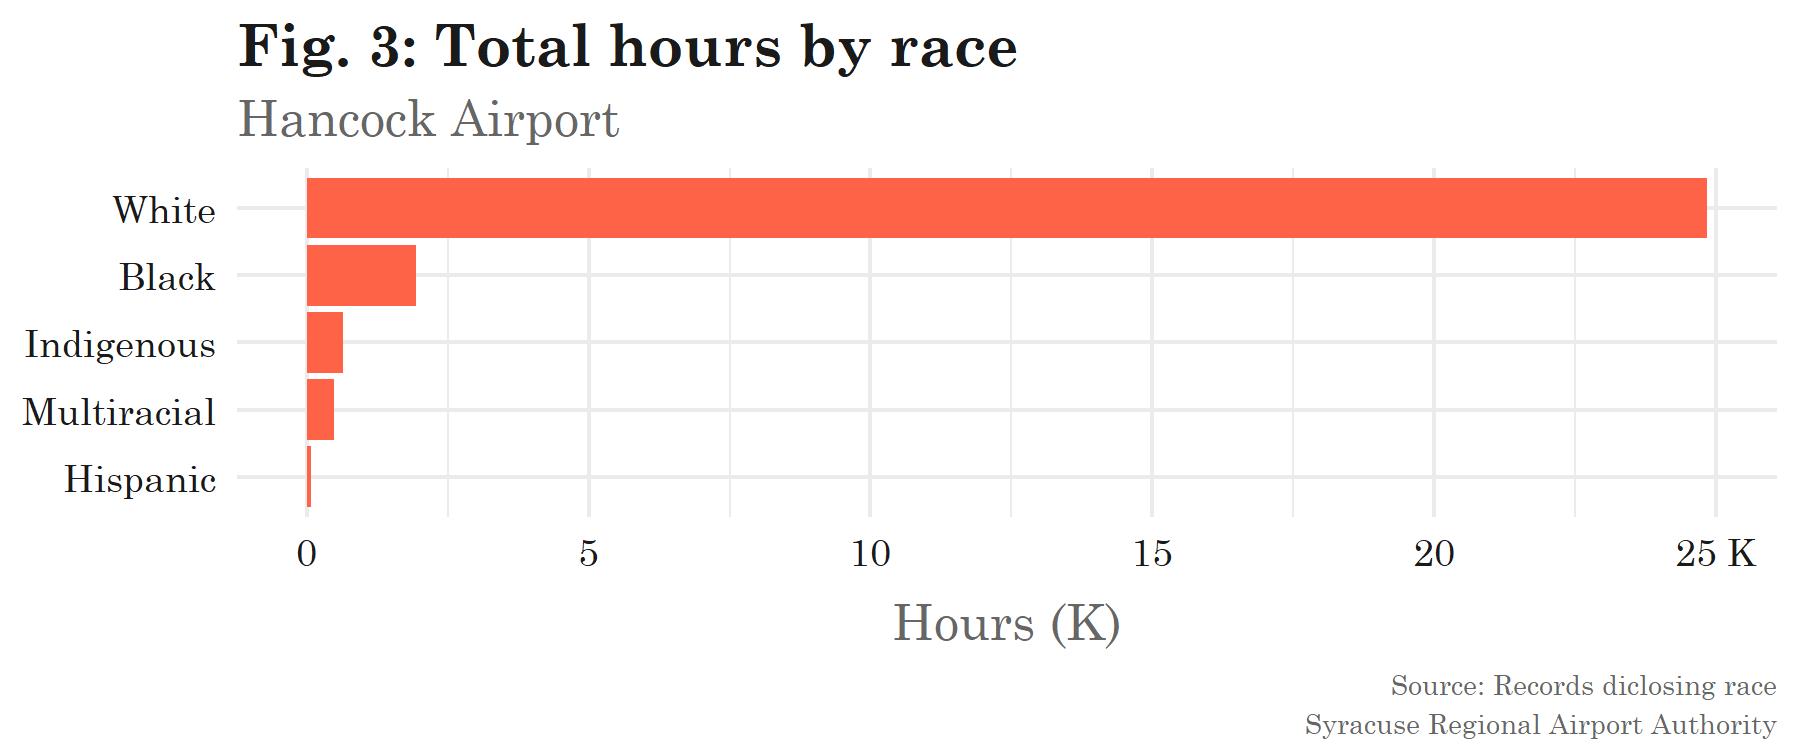 Fig. 3: Total hours by race
Hancock Airport
White
Black
Indigenous
Multiracial
Hispanic
0 5 10 15 20 25 K
Hours (K)
Source: Records diclosing race
Syracuse Regional Airport Authority